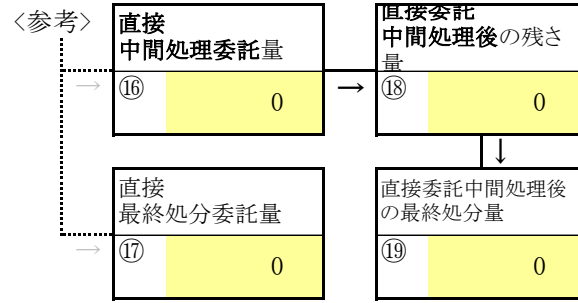 〈参考〉
直接
中間処理委託量
→ ⑯ 0
→
直接委託
中間処理後の残さ
量
⑱ 0
↓
直接
最終処分委託量
→ ⑰ 0
直接委託中間処理後
の最終処分量
⑲ 0